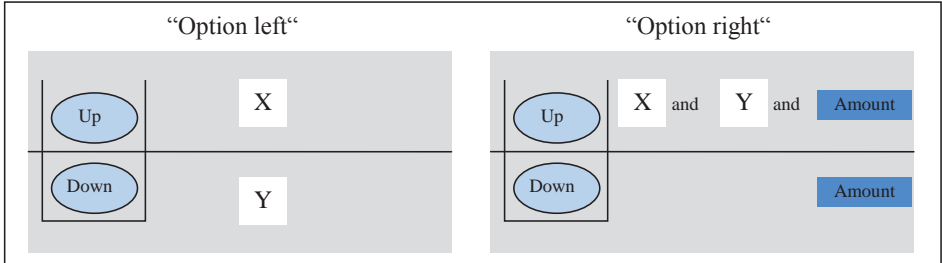 “Option left“
“Option right“
Up
X
Down
Y
Up
X and Y and Amount
Down
Amount